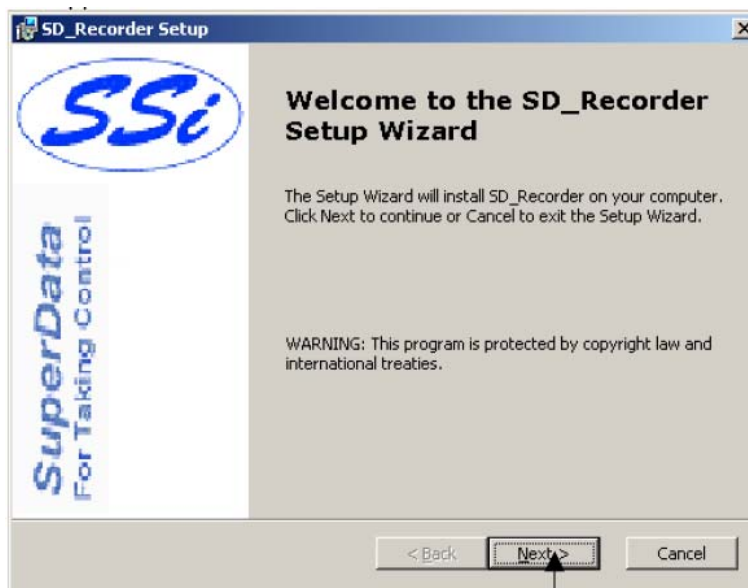 SD_Recorder Setup
SSi
SuperData
For Taking Control
Welcome to the SD_Recorder
Setup Wizard
The Setup Wizard will install SD_Recorder on your computer.
Click Next to continue or Cancel to exit the Setup Wizard.
WARNING: This program is protected by copyright law and
international treaties.
< Back
Next >
Cancel